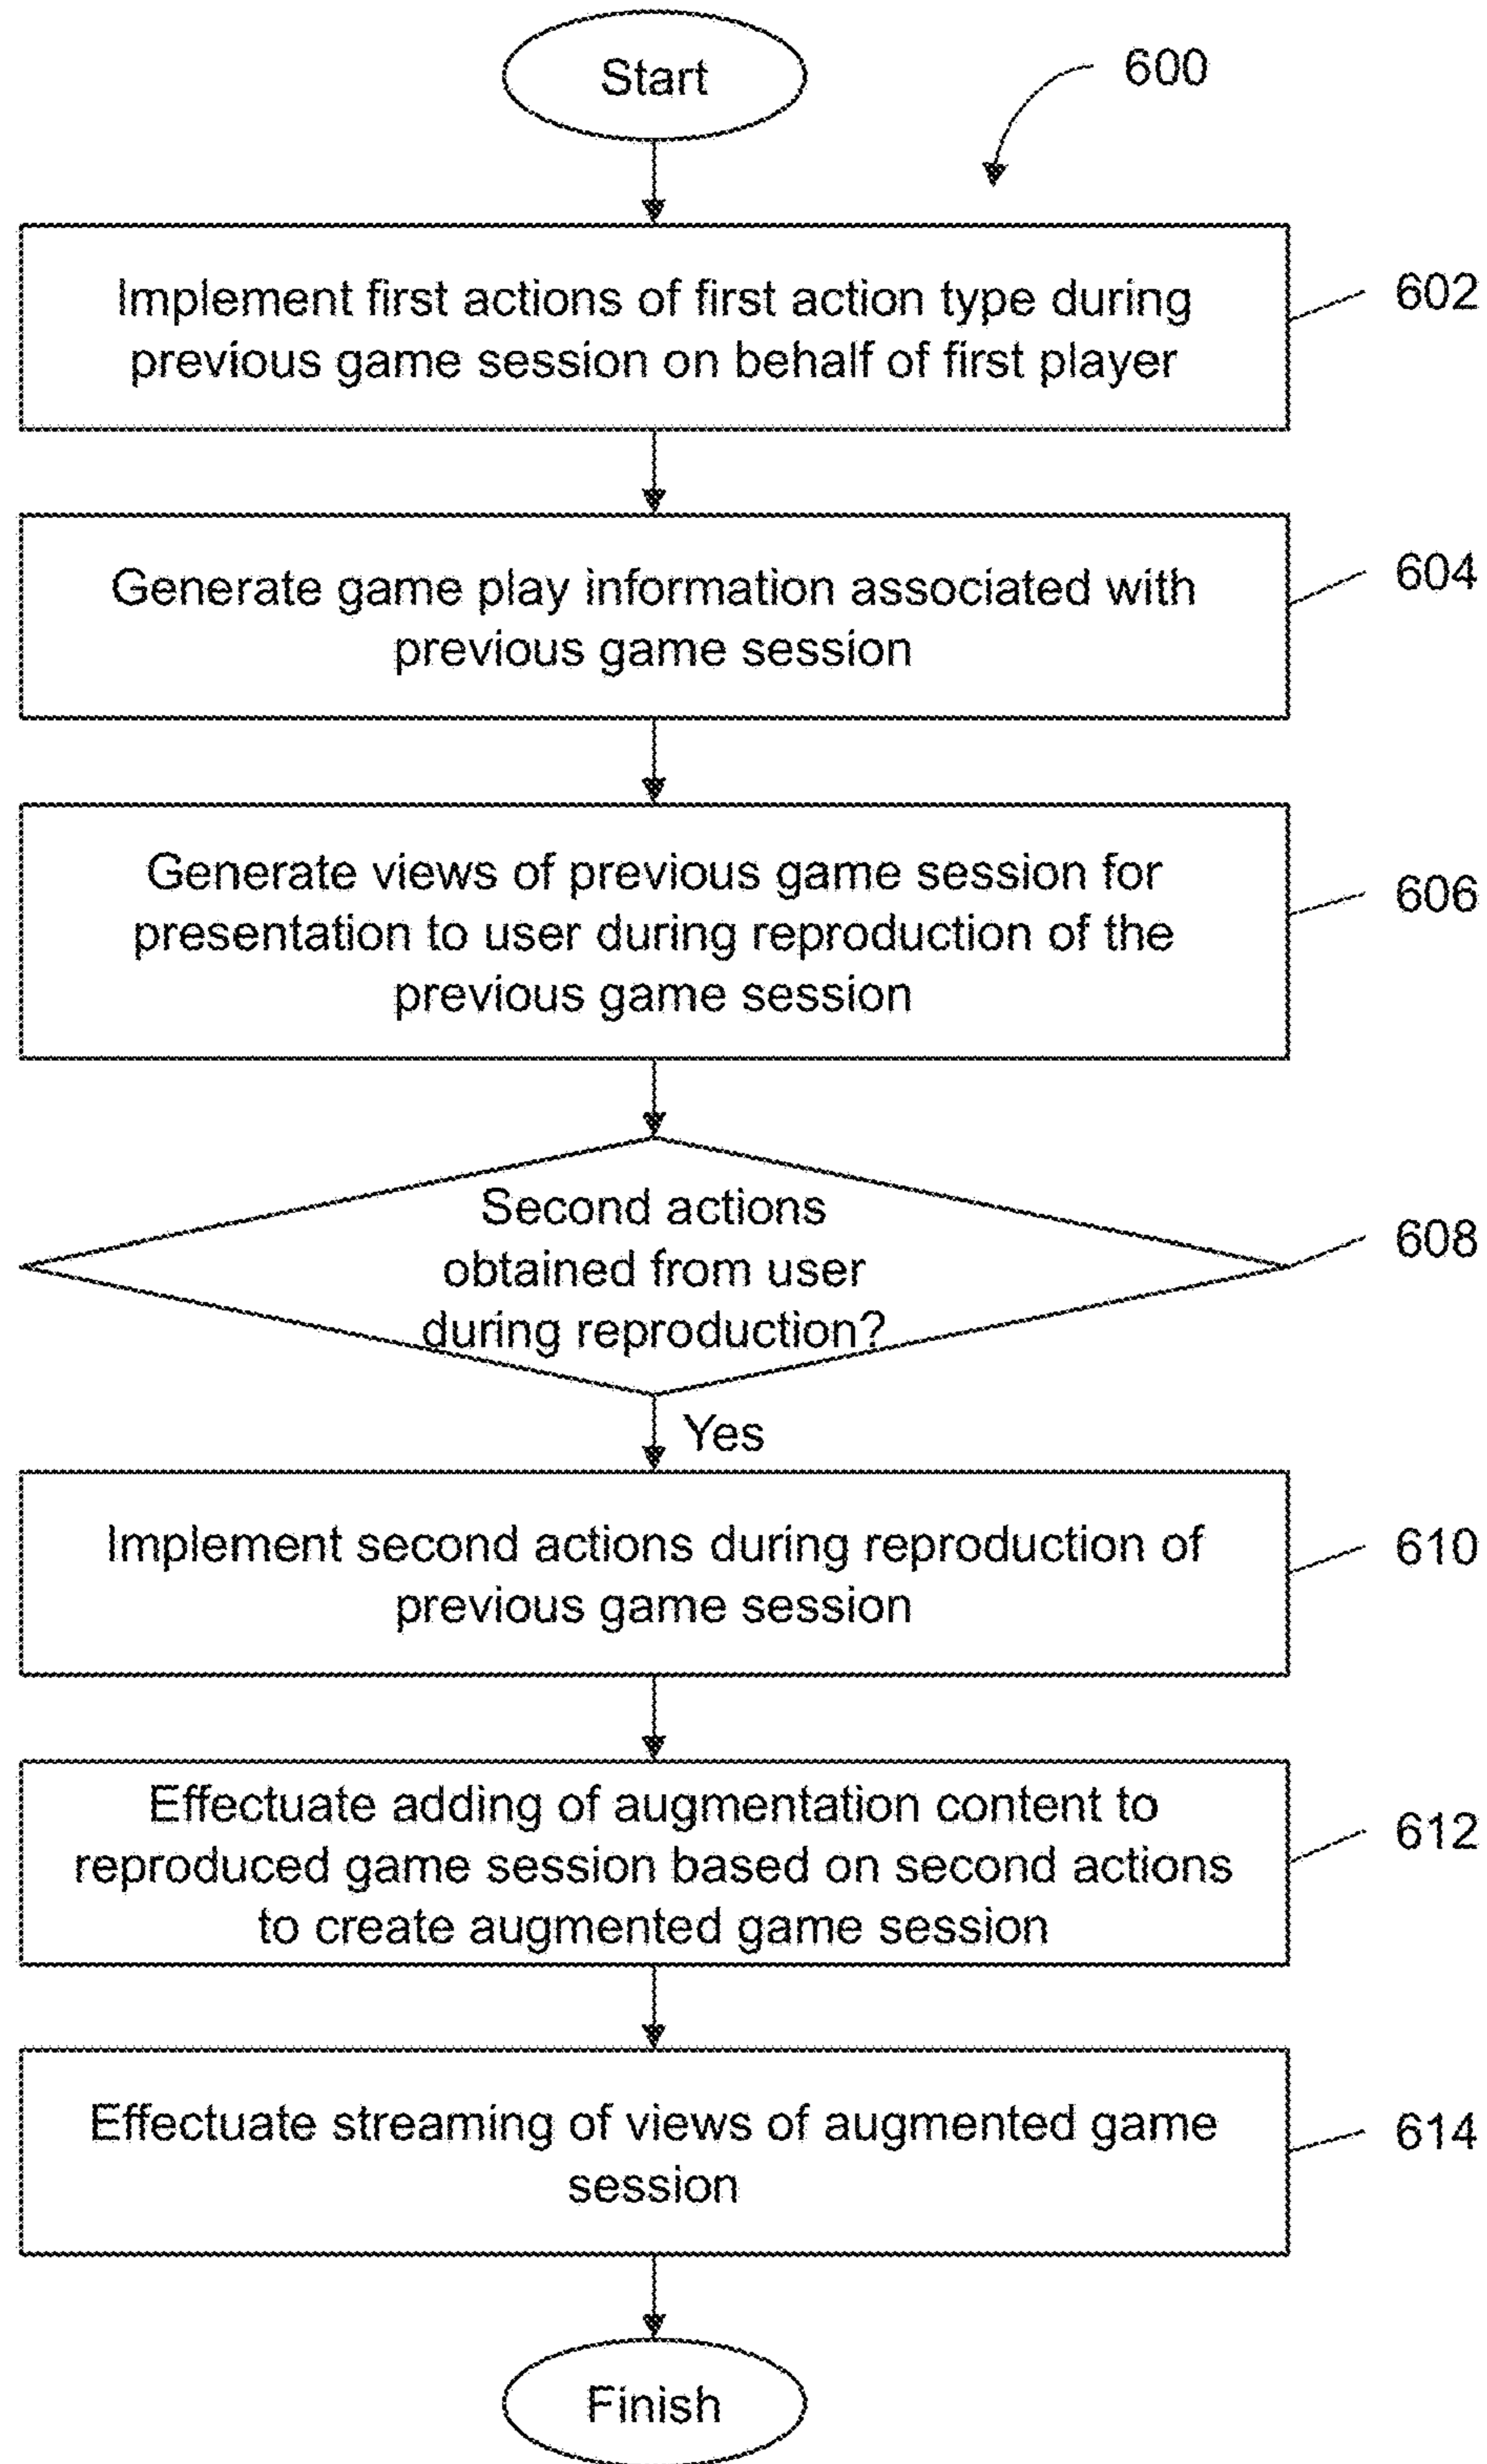 Start
600
Implement first actions of first action type during
previous game session on behalf of first player
602
Generate game play information associated with
previous game session
604
Generate views of previous game session for
presentation to user during reproduction of the
previous game session
606
Second actions
obtained from user
during reproduction?
608
Yes
Implement second actions during reproduction of
previous game session
610
Effectuate adding of augmentation content to
reproduced game session based on second actions
to create augmented game session
612
Effectuate streaming of views of augmented game
session
614
Finish